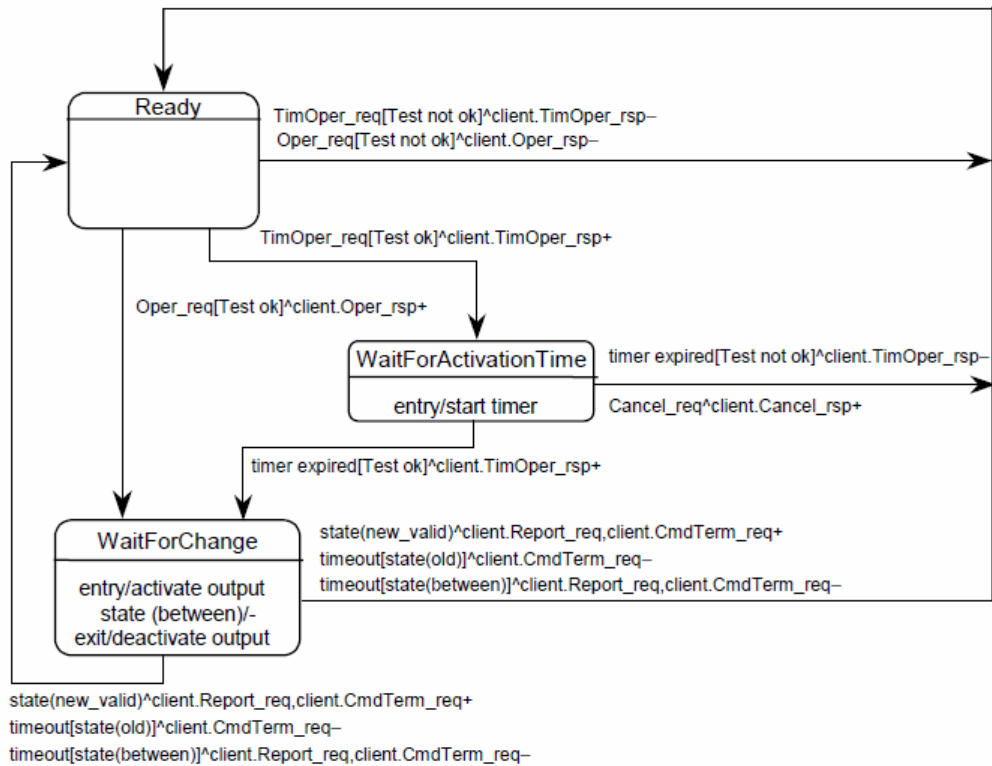 Ready
TimOper_req[Test not ok]^client.TimOper_rsp–
Oper_req[Test not ok]^client.Oper_rsp–
TimOper_req[Test ok]^client.TimOper_rsp+
Oper_req[Test ok]^client.Oper_rsp+
WaitForActivationTime
entry/start timer
timer expired[Test not ok]^client.TimOper_rsp–
Cancel_req^client.Cancel_rsp+
timer expired[Test ok]^client.TimOper_rsp+
WaitForChange
entry/activate output
state (between)/-
exit/deactivate output
state(new_valid)^client.Report_req,client.CmdTerm_req+
timeout[state(old)]^client.CmdTerm_req–
timeout[state(between)]^client.Report_req,client.CmdTerm_req–
state(new_valid)^client.Report_req,client.CmdTerm_req+
timeout[state(old)]^client.CmdTerm_req–
timeout[state(between)]^client.Report_req,client.CmdTerm_req–